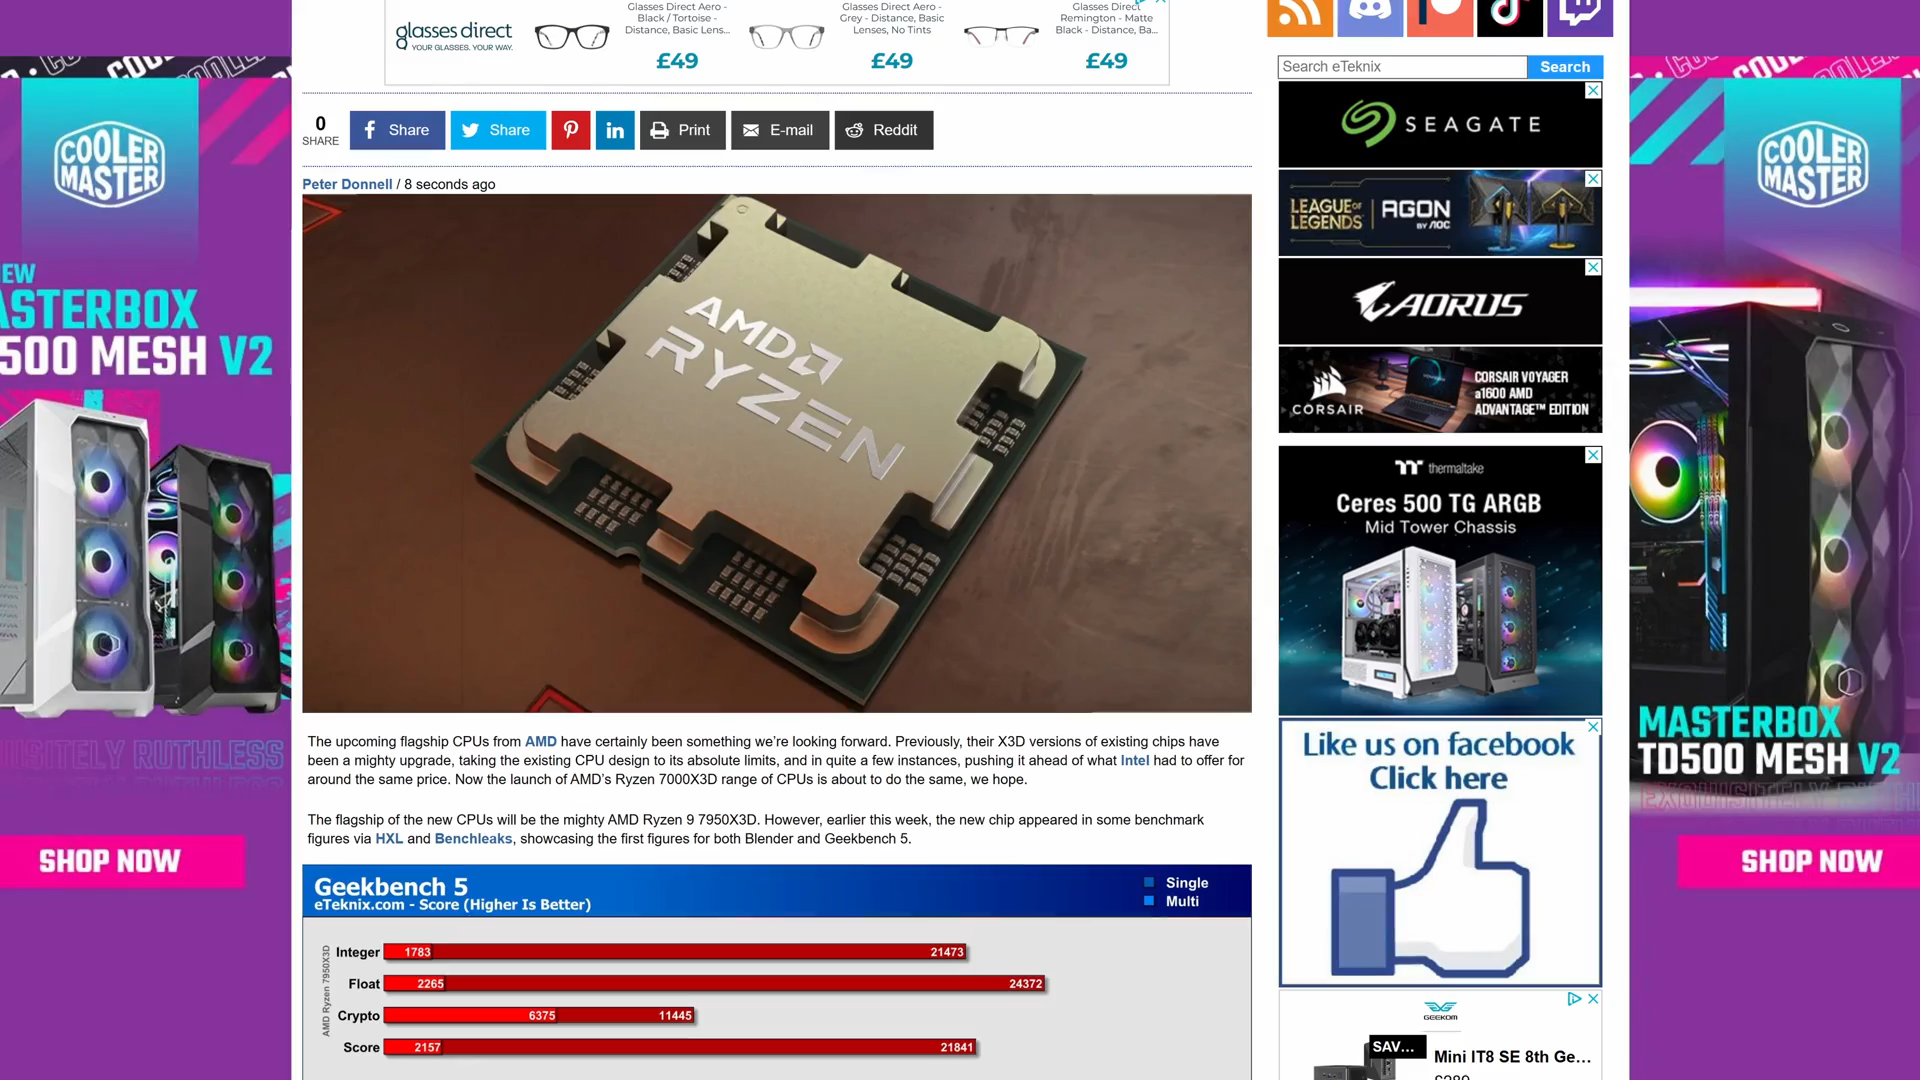 glasses direct
YOUR GLASSES. YOUR WAY.
Glasses Direct Aero -
Black / Tortoise -
Distance, Basic Lens...
£49
Glasses Direct Aero -
Grey - Distance, Basic
Lenses, No Tints
£49
Glasses Direct
Remington - Matte
Black - Distance, Ba...
£49
0
SHARE
Share
Share
Print
E-mail
Reddit
Peter Donnell / 8 seconds ago
AMD
RYZEN
The upcoming flagship CPUs from AMD have certainly been something we're looking forward. Previously, their X3D versions of existing chips have
been a mighty upgrade, taking the existing CPU design to its absolute limits, and in quite a few instances, pushing it ahead of what Intel had to offer for
around the same price. Now the launch of AMD's Ryzen 7000X3D range of CPUs is about to do the same, we hope.
The flagship of the new CPUs will be the mighty AMD Ryzen 9 7950X3D. However, earlier this week, the new chip appeared in some benchmark
figures via HXL and Benchleaks, showcasing the first figures for both Blender and Geekbench 5.
Geekbench 5
eTeknix.com - Score (Higher Is Better)
Single
Multi
AMD Ryzen 7950X3D
Integer 1783 21473
Float 2265 24372
Crypto 6375 11445
Score 2157 21841
Search eTeknix
Search
SEAGATE
LEAGUE OF
LEGENDS
AGON
BY AOC
AORUS
CORSAIR
CORSAIR VOYAGER
a1600 AMD
ADVANTAGE™ EDITION
thermaltake
Ceres 500 TG ARGB
Mid Tower Chassis
Like us on facebook
Click here
GEEKOM
SAV...
Mini IT8 SE 8th Ge...
COOLER
MASTER
EW
ASTERBOX
500 MESH V2
UISITELY RUTHLESS
SHOP NOW
COOLER
MASTER
MASTERBOX
TD500 MESH V2
SHOP NOW